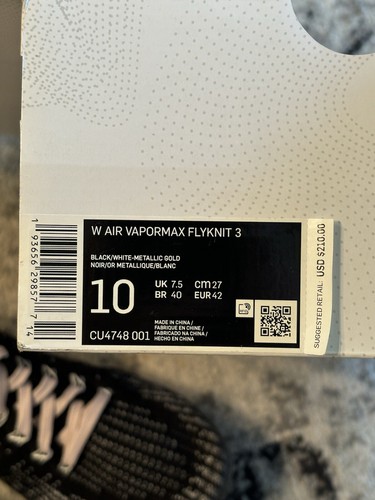 W AIR VAPORMAX FLYKNIT 3
BLACK/WHITE-METALLIC GOLD
NOIR/OR METALLIQUE/BLANC
10
UK 7.5 cm 27
BR 40 EUR 42
CU4748 001
MADE IN CHINA /
FABRIQUE EN CHINE /
FABRICADO NA CHINA /
HECHO EN CHINA
1 93656 29857 7 14
SUGGESTED RETAIL: USD $210.00